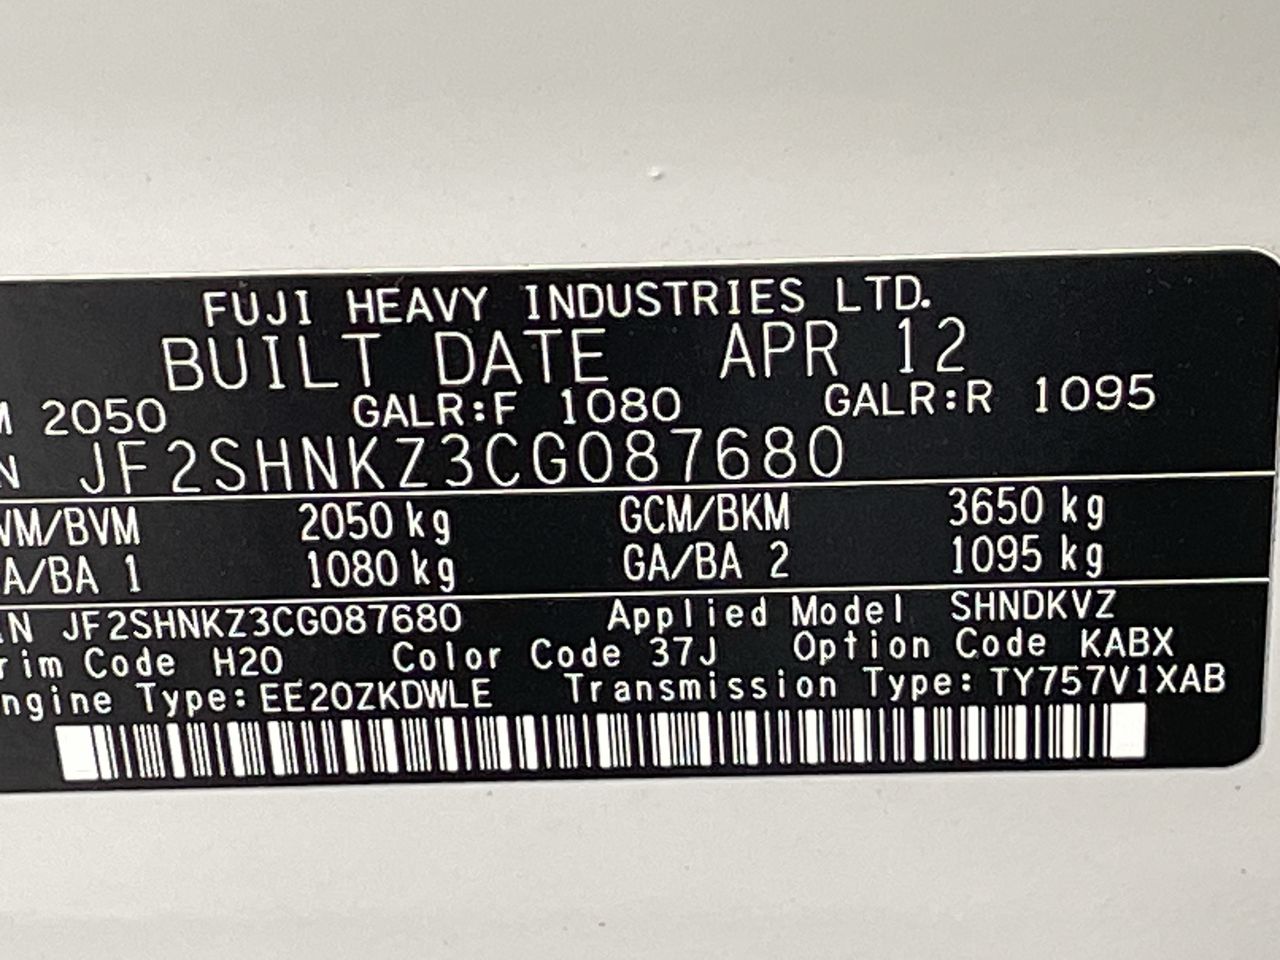 FUJI HEAVY INDUSTRIES LTD.
BUILT DATE APR 12
M 2050 GALR:F 1080 GALR:R 1095
N JF2SHNKZ3CG087680
VM/BVM 2050 kg GCM/BKM 3650 kg
A/BA 1 1080 kg GA/BA 2 1095 kg
IN JF2SHNKZ3CG087680 Applied Model SHNDKVZ
rim Code H20 Color Code 37J Option Code KABX
ngine Type: EE20ZKDWLE Transmission Type: TY757V1XAB